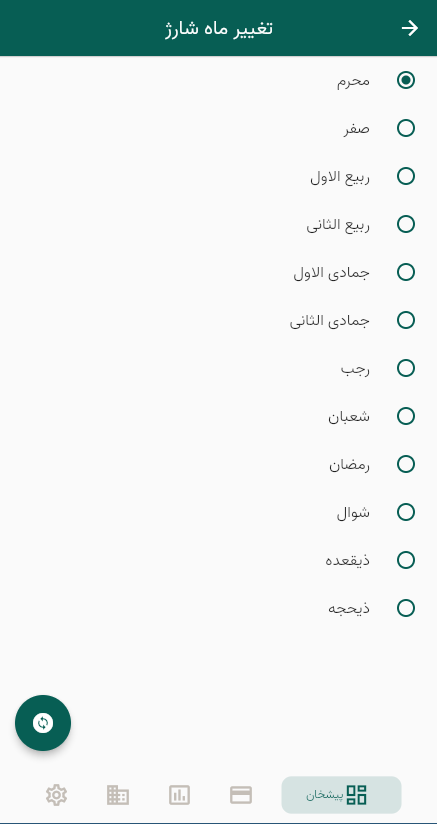 تغییر ماه شارژ
محرم
صفر
ربیع الاول
ربیع الثانی
جمادی الاول
جمادی الثانی
رجب
شعبان
رمضان
شوال
ذیقعده
ذیحجه
پیشخان